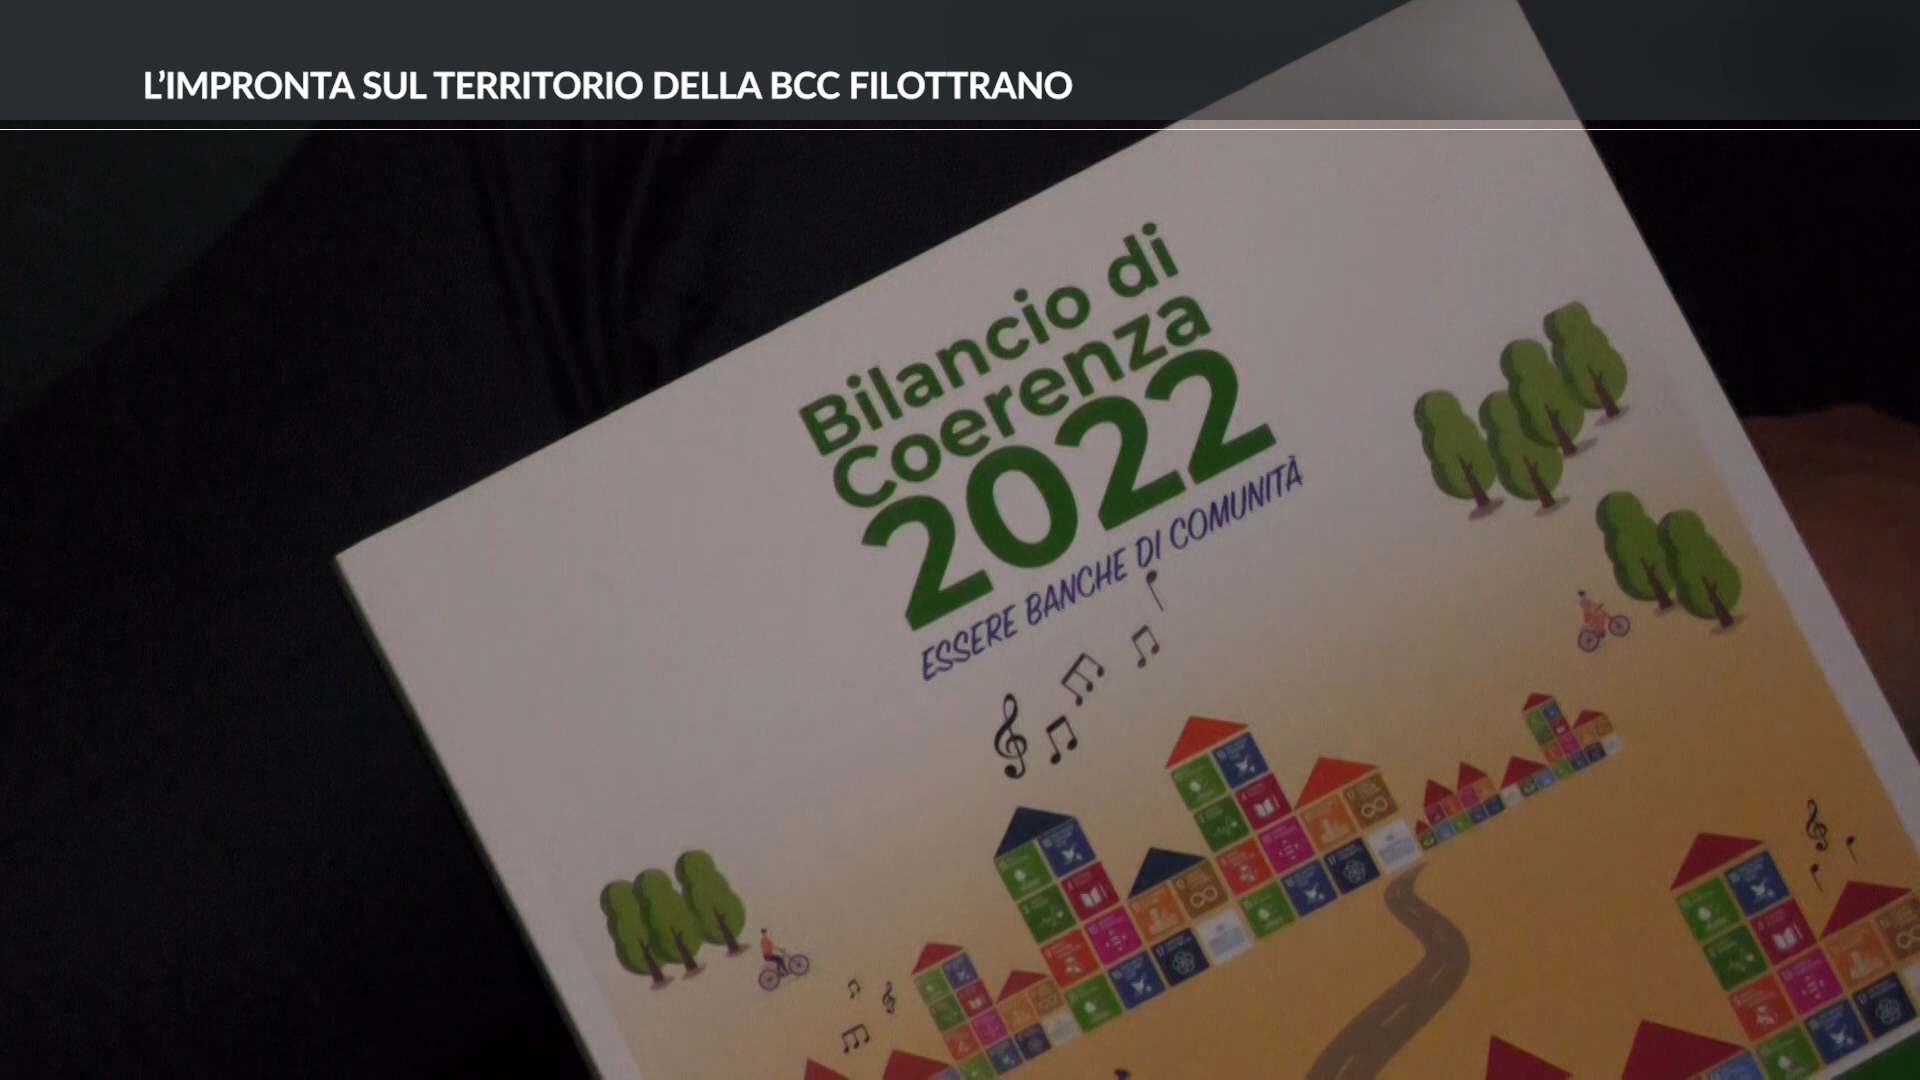 L'IMPRONTA SUL TERRITORIO DELLA BCC FILOTTRANO
Bilancio di
Coerenza
2022
ESSERE BANCHE DI COMUNITÀ